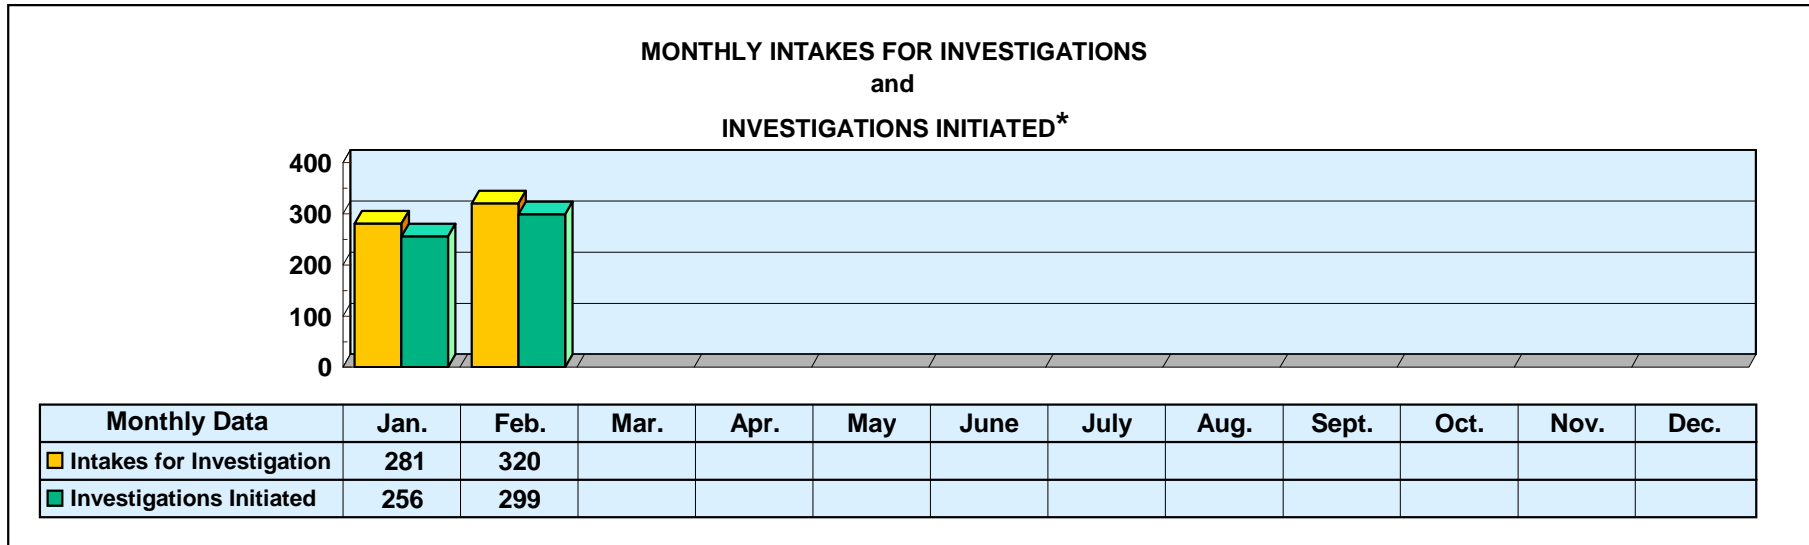 MONTHLY INTAKES FOR INVESTIGATIONS
and
INVESTIGATIONS INITIATED*
400
300
200
100
0
Monthly Data Jan. Feb. Mar. Apr. May June July Aug. Sept. Oct. Nov. Dec.
Intakes for Investigation 281 320
Investigations Initiated 256 299